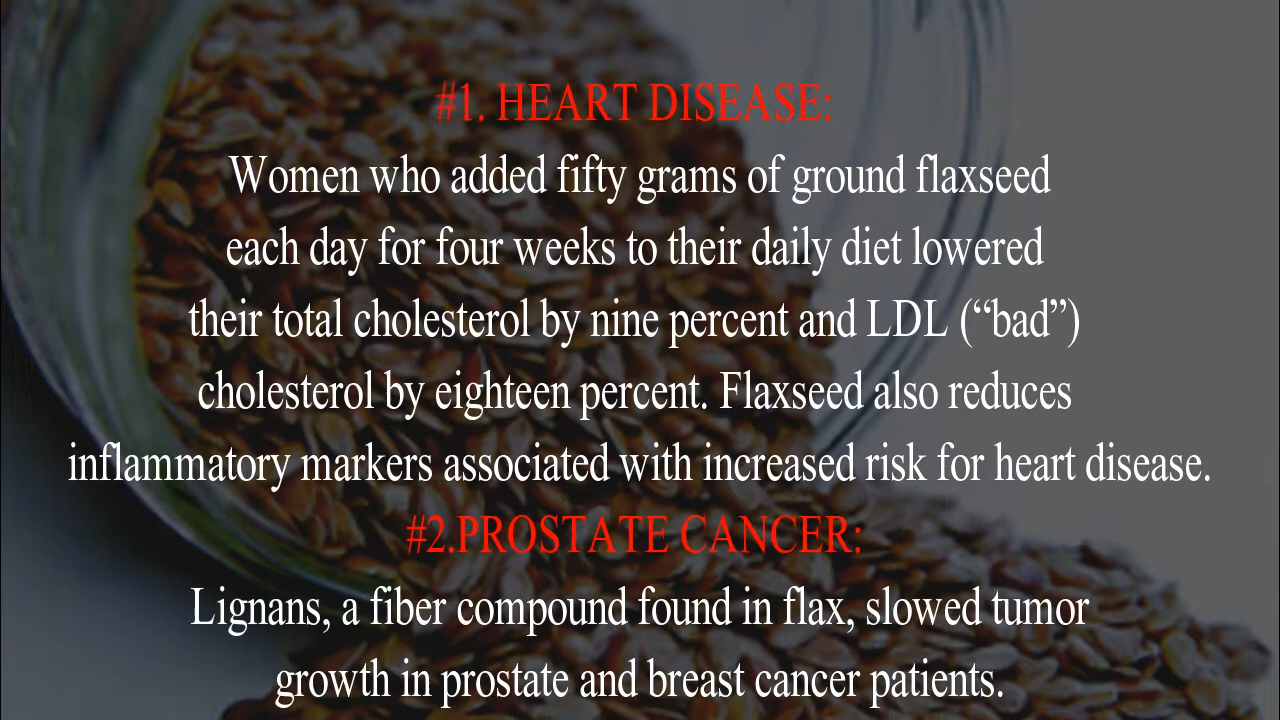 #1. HEART DISEASE:
Women who added fifty grams of ground flaxseed
each day for four weeks to their daily diet lowered
their total cholesterol by nine percent and LDL (“bad”)
cholesterol by eighteen percent. Flaxseed also reduces
inflammatory markers associated with increased risk for heart disease.
#2.PROSTATE CANCER:
Lignans, a fiber compound found in flax, slowed tumor
growth in prostate and breast cancer patients.